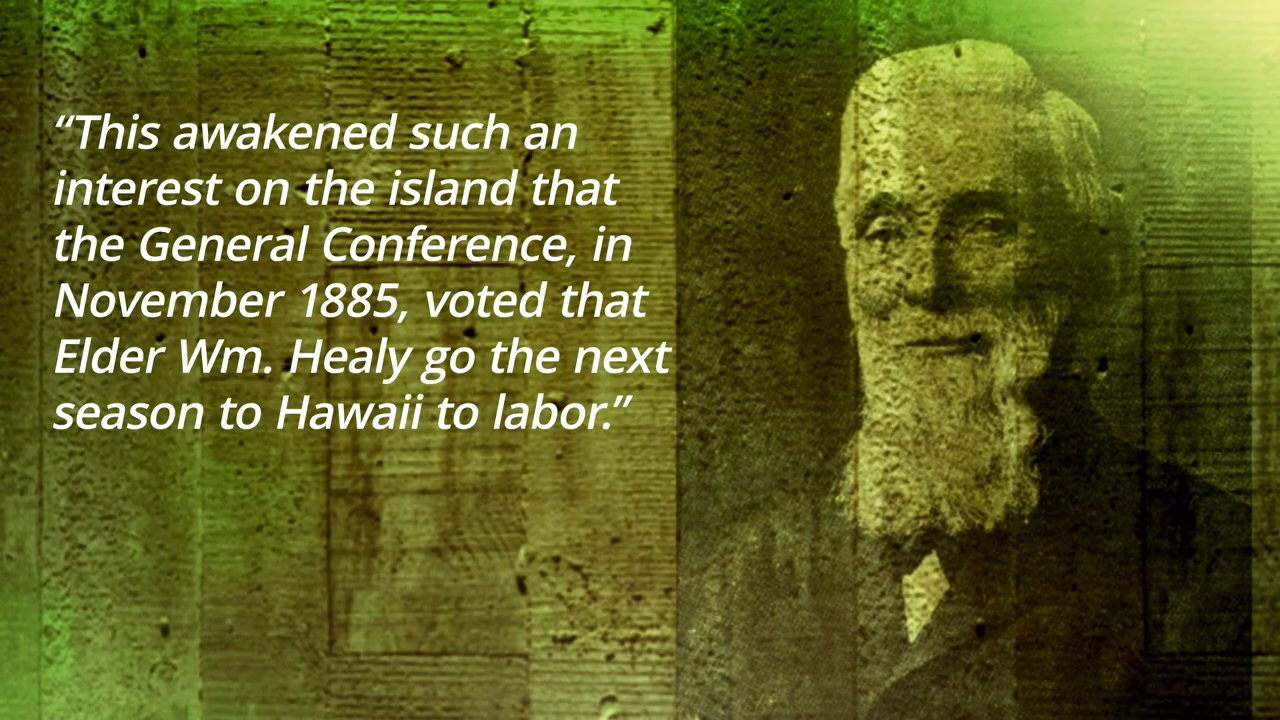 “This awakened such an
interest on the island that
the General Conference, in
November 1885, voted that
Elder Wm. Healy go the next
season to Hawaii to labor.”